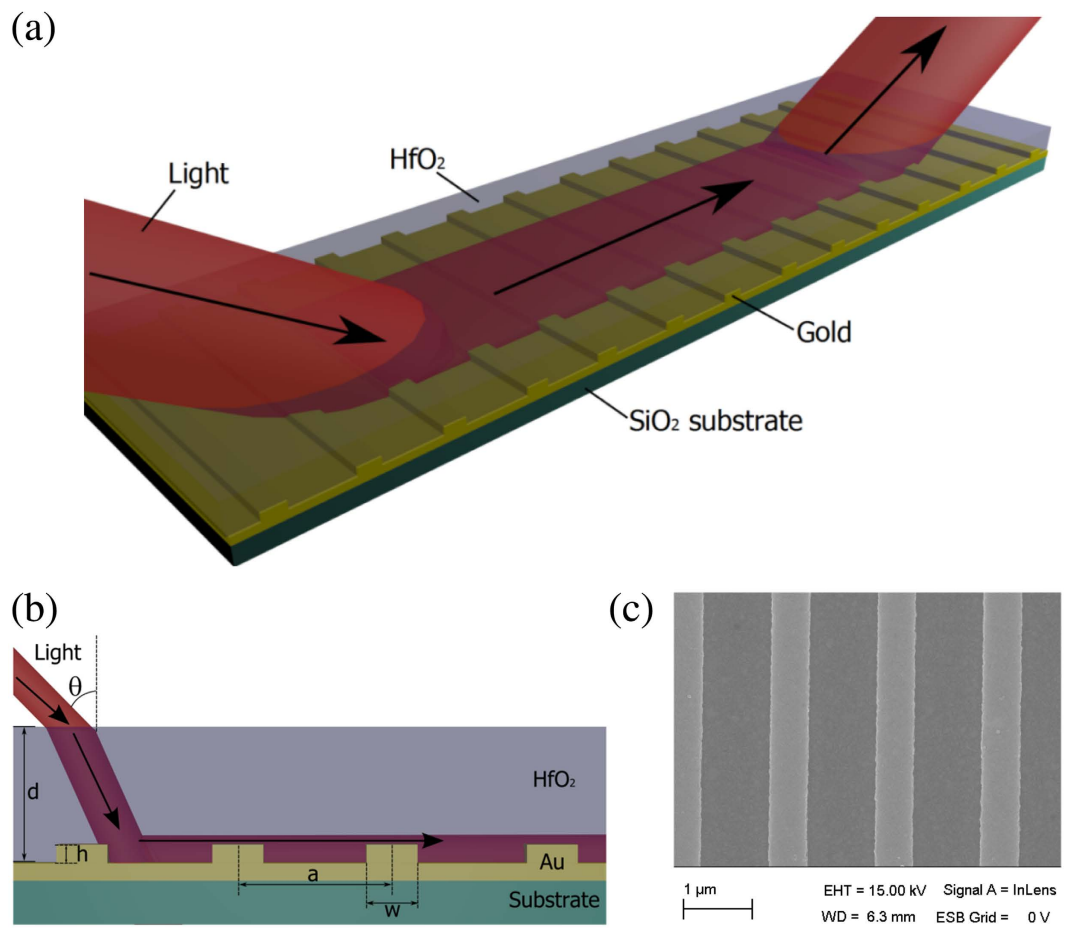 (a)
Light
HfO₂
Gold
SiO₂ substrate
(b)
Light
θ
d
HfO₂
h
a
Au
w
Substrate
(c)
1 μm
EHT = 15.00 kV Signal A = InLens
WD = 6.3 mm ESB Grid = 0 V